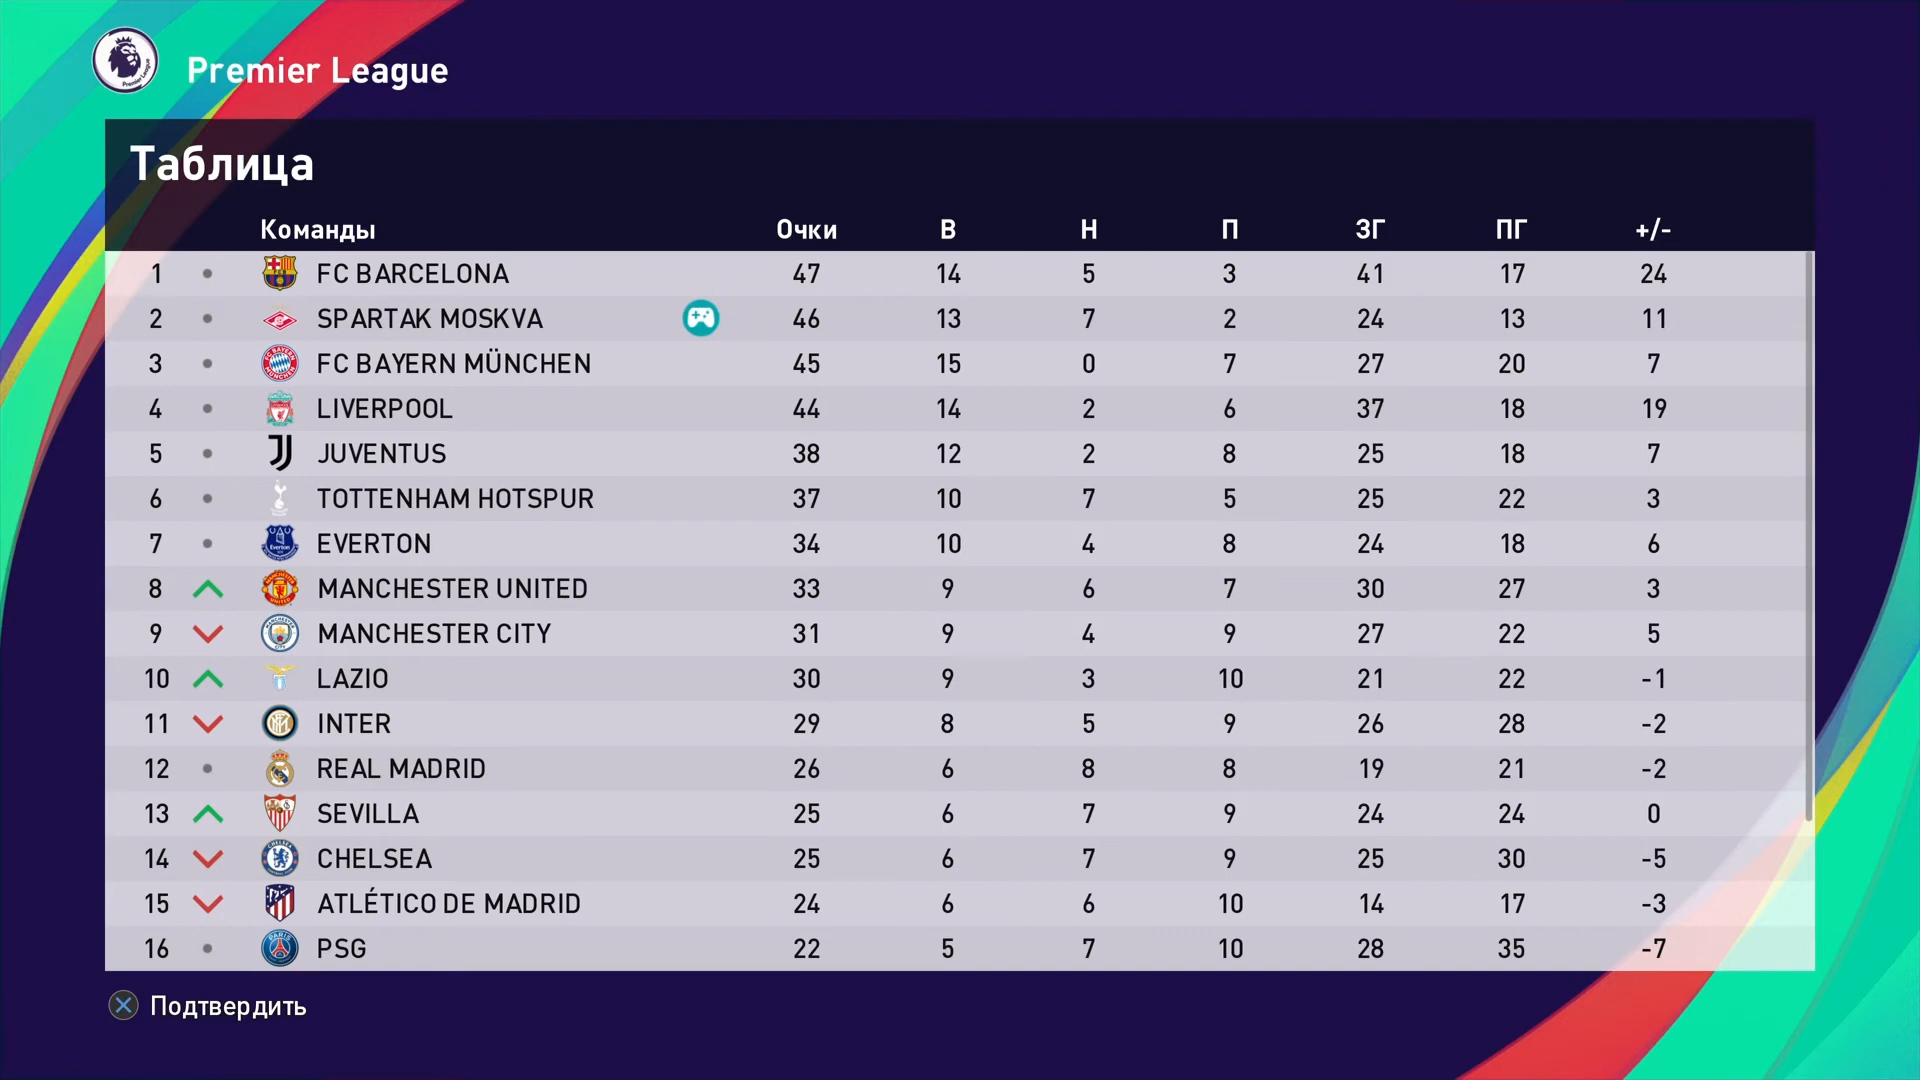 Premier League
Таблица
Команды Очки В Н П ЗГ ПГ +/-
1 FC BARCELONA 47 14 5 3 41 17 24
2 SPARTAK MOSKVA 46 13 7 2 24 13 11
3 FC BAYERN MÜNCHEN 45 15 0 7 27 20 7
4 LIVERPOOL 44 14 2 6 37 18 19
5 JUVENTUS 38 12 2 8 25 18 7
6 TOTTENHAM HOTSPUR 37 10 7 5 25 22 3
7 EVERTON 34 10 4 8 24 18 6
8 MANCHESTER UNITED 33 9 6 7 30 27 3
9 MANCHESTER CITY 31 9 4 9 27 22 5
10 LAZIO 30 9 3 10 21 22 -1
11 INTER 29 8 5 9 26 28 -2
12 REAL MADRID 26 6 8 8 19 21 -2
13 SEVILLA 25 6 7 9 24 24 0
14 CHELSEA 25 6 7 9 25 30 -5
15 ATLÉTICO DE MADRID 24 6 6 10 14 17 -3
16 PSG 22 5 7 10 28 35 -7
Подтвердить